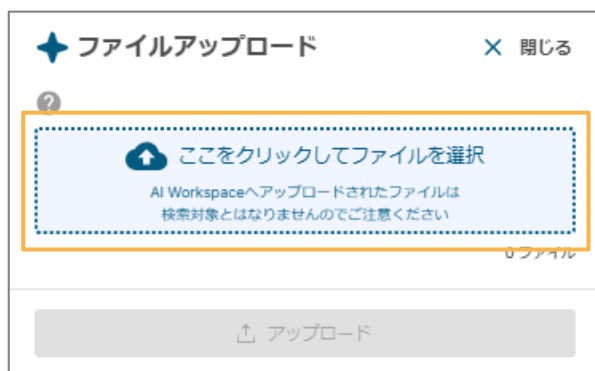 ファイルアップロード
閉じる
?
ここをクリックしてファイルを選択
AI Workspaceへアップロードされたファイルは
検索対象とはなりませんのでご注意ください
0 ファイル
アップロード